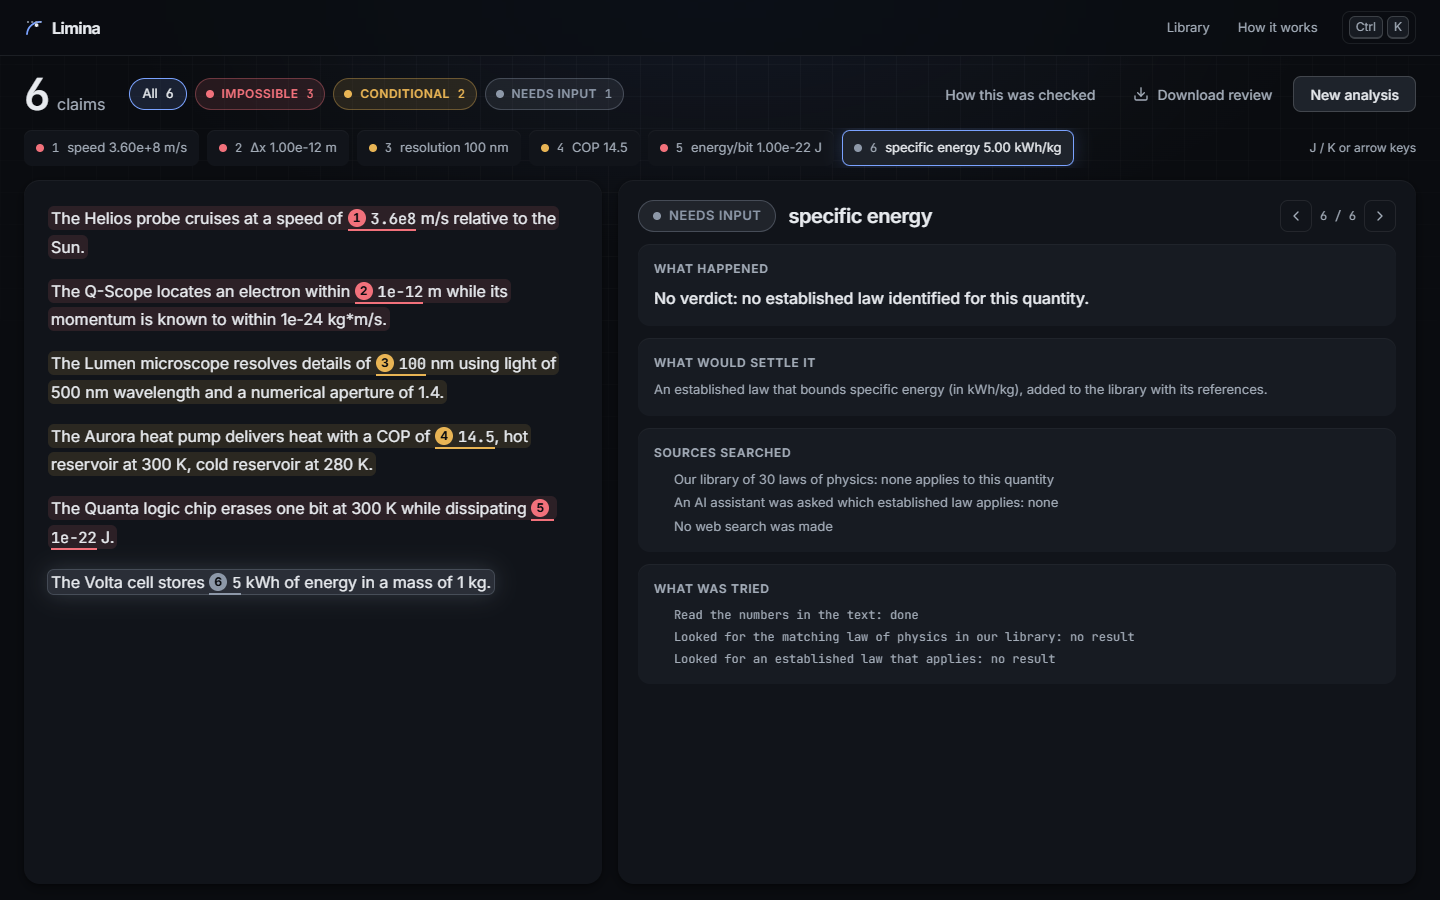 Limina
Library
How it works
Ctrl K
6 claims
All 6
IMPOSSIBLE 3
CONDITIONAL 2
NEEDS INPUT 1
How this was checked
Download review
New analysis
1 speed 3.60e+8 m/s
2 Δx 1.00e-12 m
3 resolution 100 nm
4 COP 14.5
5 energy/bit 1.00e-22 J
6 specific energy 5.00 kWh/kg
J / K or arrow keys
The Helios probe cruises at a speed of 1 3.6e8 m/s relative to the
Sun.
The Q-Scope locates an electron within 2 1e-12 m while its
momentum is known to within 1e-24 kg*m/s.
The Lumen microscope resolves details of 3 100 nm using light of
500 nm wavelength and a numerical aperture of 1.4.
The Aurora heat pump delivers heat with a COP of 4 14.5, hot
reservoir at 300 K, cold reservoir at 280 K.
The Quanta logic chip erases one bit at 300 K while dissipating 5
1e-22 J.
The Volta cell stores 6 5 kWh of energy in a mass of 1 kg.
NEEDS INPUT
specific energy
6 / 6
WHAT HAPPENED
No verdict: no established law identified for this quantity.
WHAT WOULD SETTLE IT
An established law that bounds specific energy (in kWh/kg), added to the library with its references.
SOURCES SEARCHED
Our library of 30 laws of physics: none applies to this quantity
An AI assistant was asked which established law applies: none
No web search was made
WHAT WAS TRIED
Read the numbers in the text: done
Looked for the matching law of physics in our library: no result
Looked for an established law that applies: no result